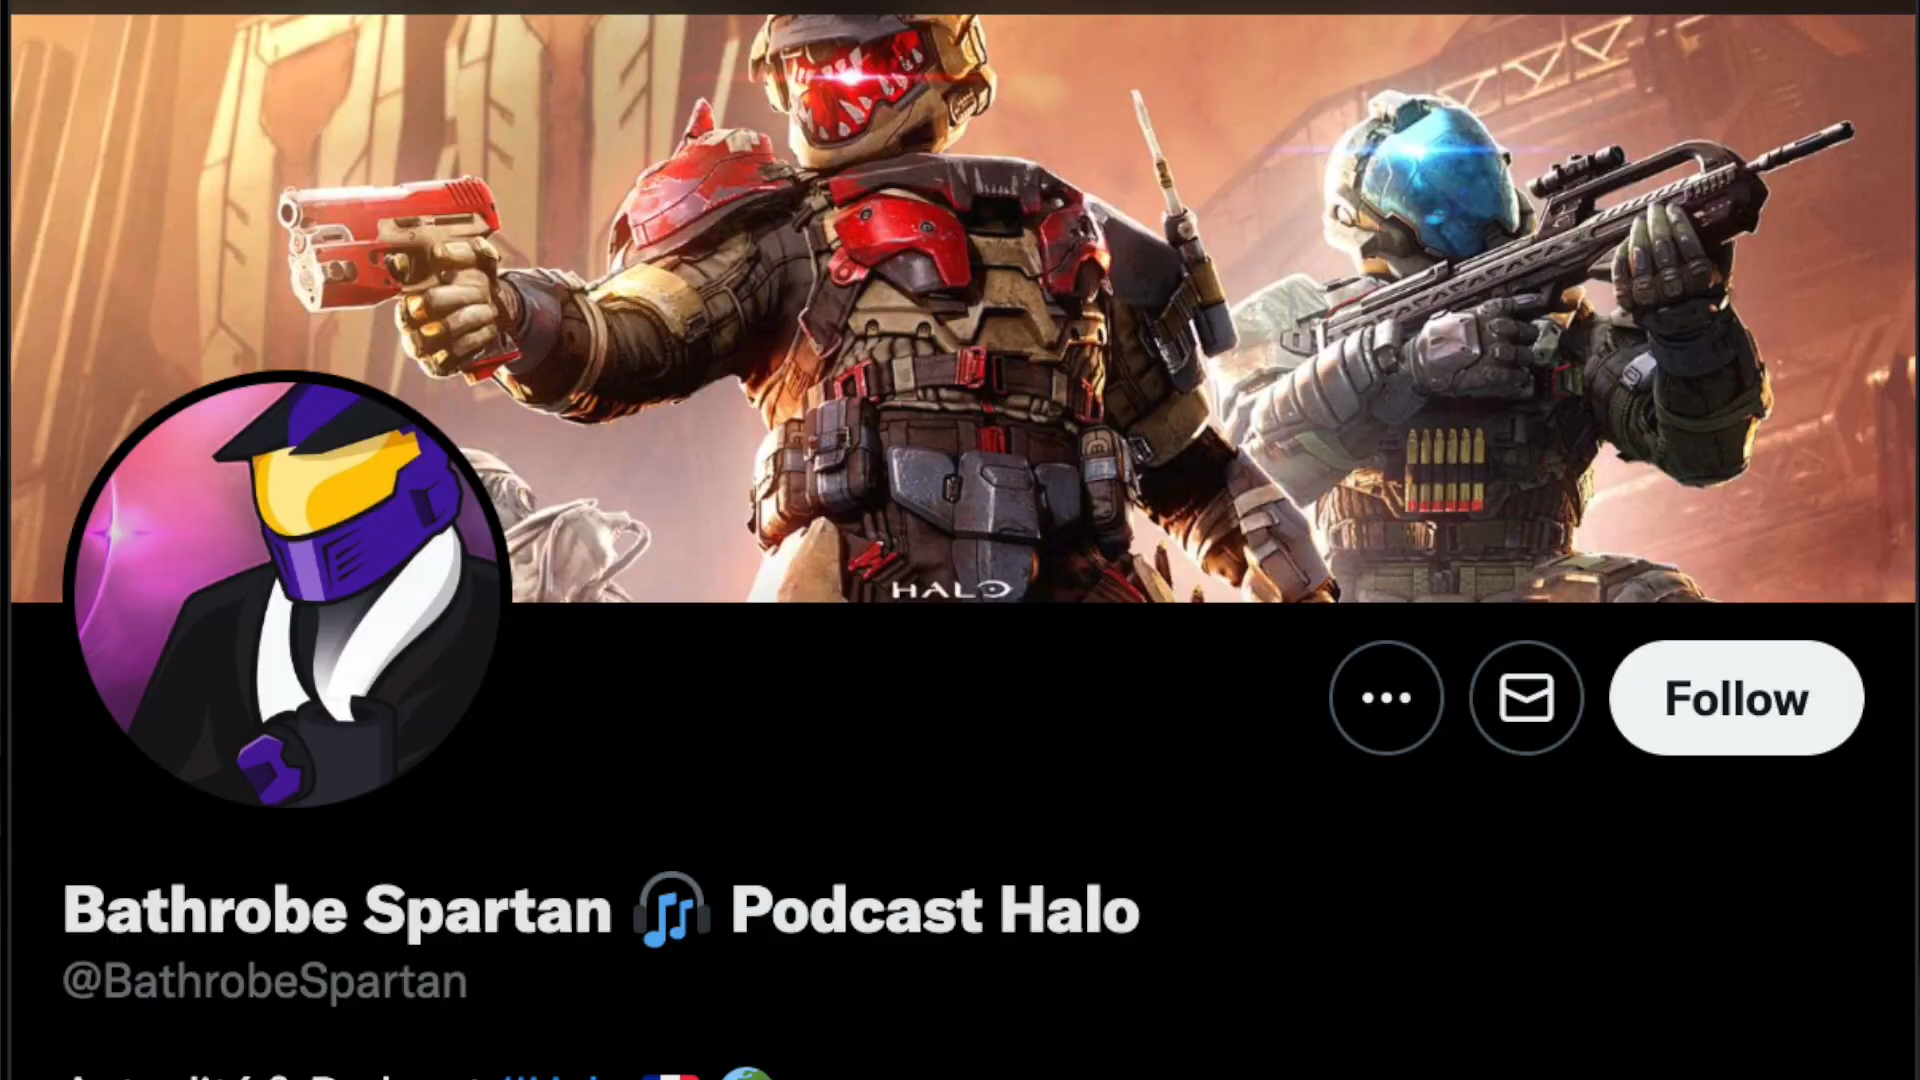 HALO
Follow
Bathrobe Spartan 🎧 Podcast Halo
@BathrobeSpartan